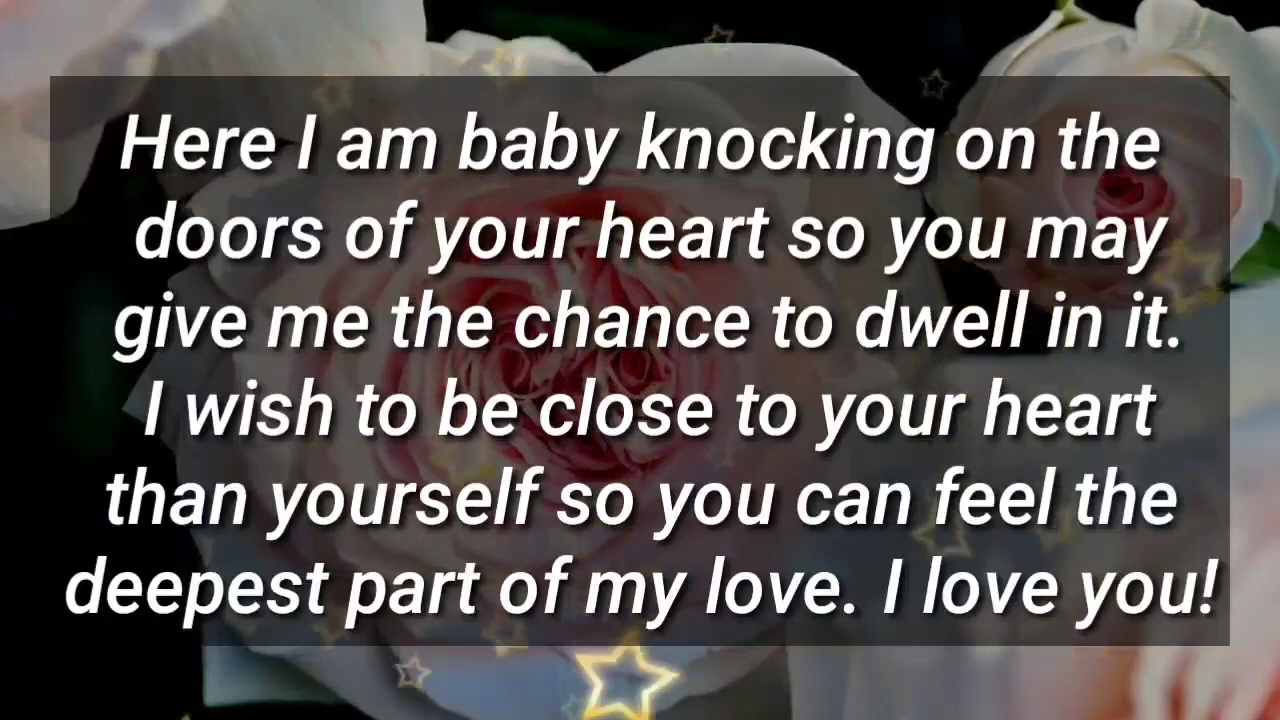 Here I am baby knocking on the
doors of your heart so you may
give me the chance to dwell in it.
I wish to be close to your heart
than yourself so you can feel the
deepest part of my love. I love you!